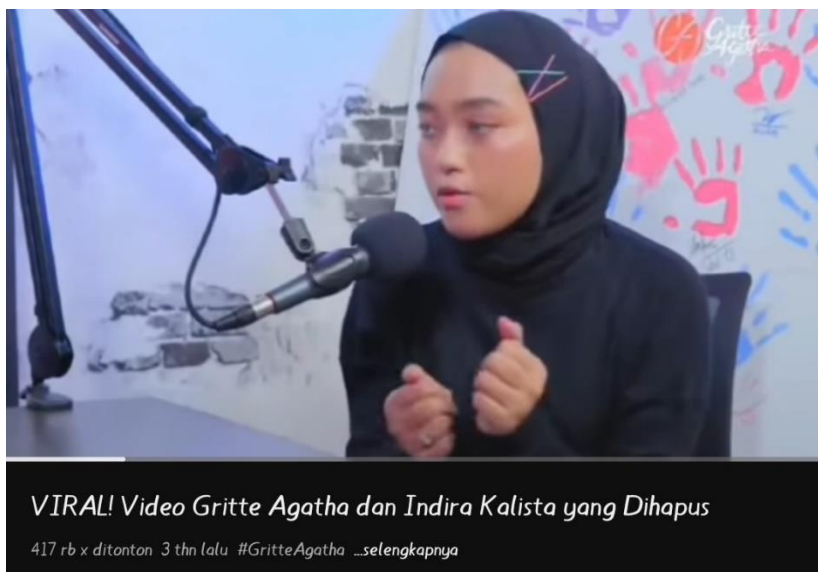 Gritte
Agatha
VIRAL! Video Gritte Agatha dan Indira Kalista yang Dihapus
417 rb x ditonton 3 thn lalu #GritteAgatha ...selengkapnya